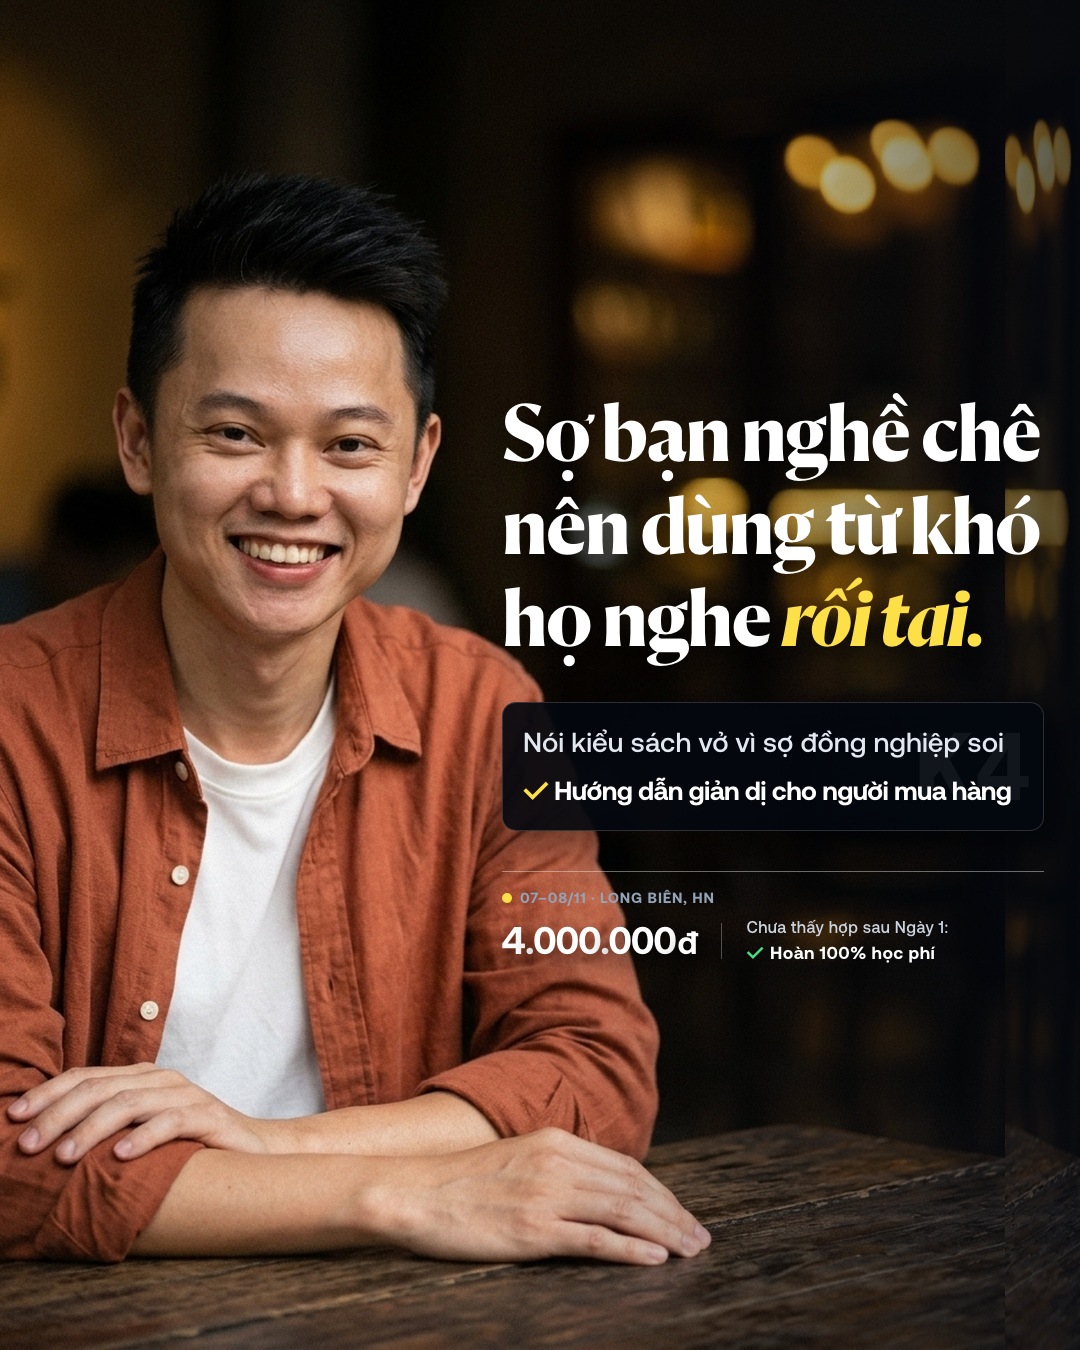 Sợ bạn nghề chê
nên dùng từ khó
họ nghe rối tai.
Nói kiểu sách vở vì sợ đồng nghiệp soi
Hướng dẫn giản dị cho người mua hàng
07–08/11 · LONG BIÊN, HN
4.000.000đ
Chưa thấy hợp sau Ngày 1:
Hoàn 100% học phí